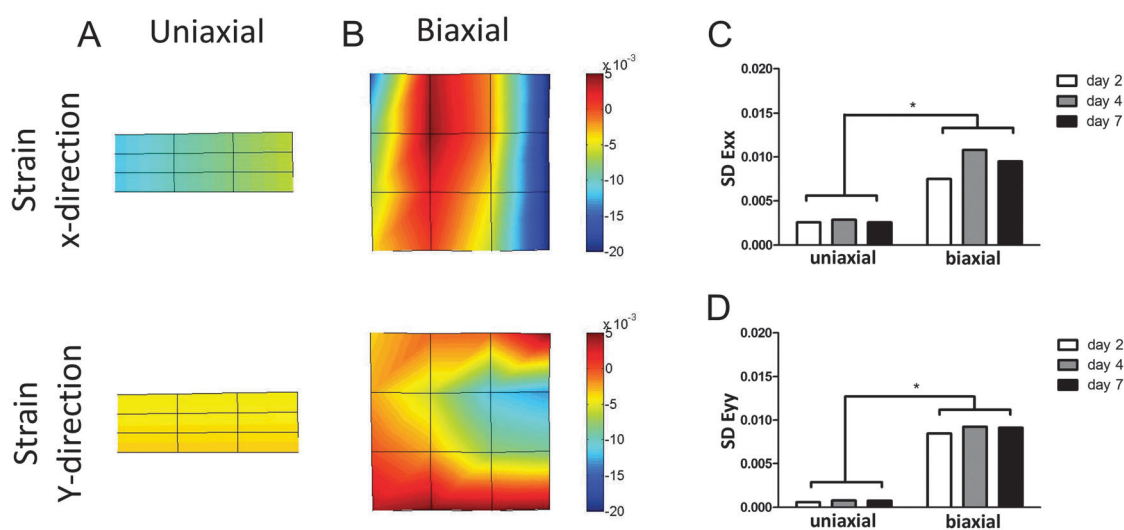 A Uniaxial
B Biaxial
C
Strain
x-direction
x 10-3
5
0
-5
-10
-15
-20
SD Exx
0.020
0.015
0.010
0.005
0.000
*
uniaxial
biaxial
day 2
day 4
day 7
Strain
Y-direction
x 10-3
5
0
-5
-10
-15
-20
D
SD Eyy
0.020
0.015
0.010
0.005
0.000
*
uniaxial
biaxial
day 2
day 4
day 7